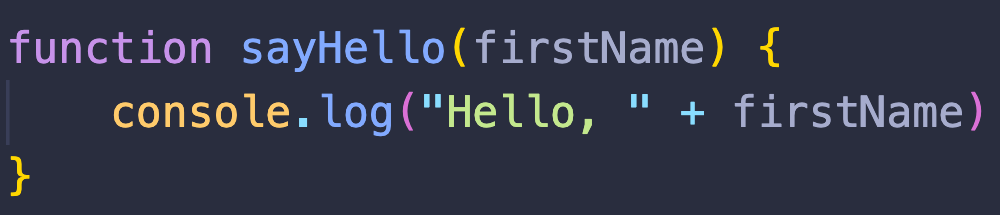 function sayHello(firstName) {
    console.log("Hello, " + firstName)
}